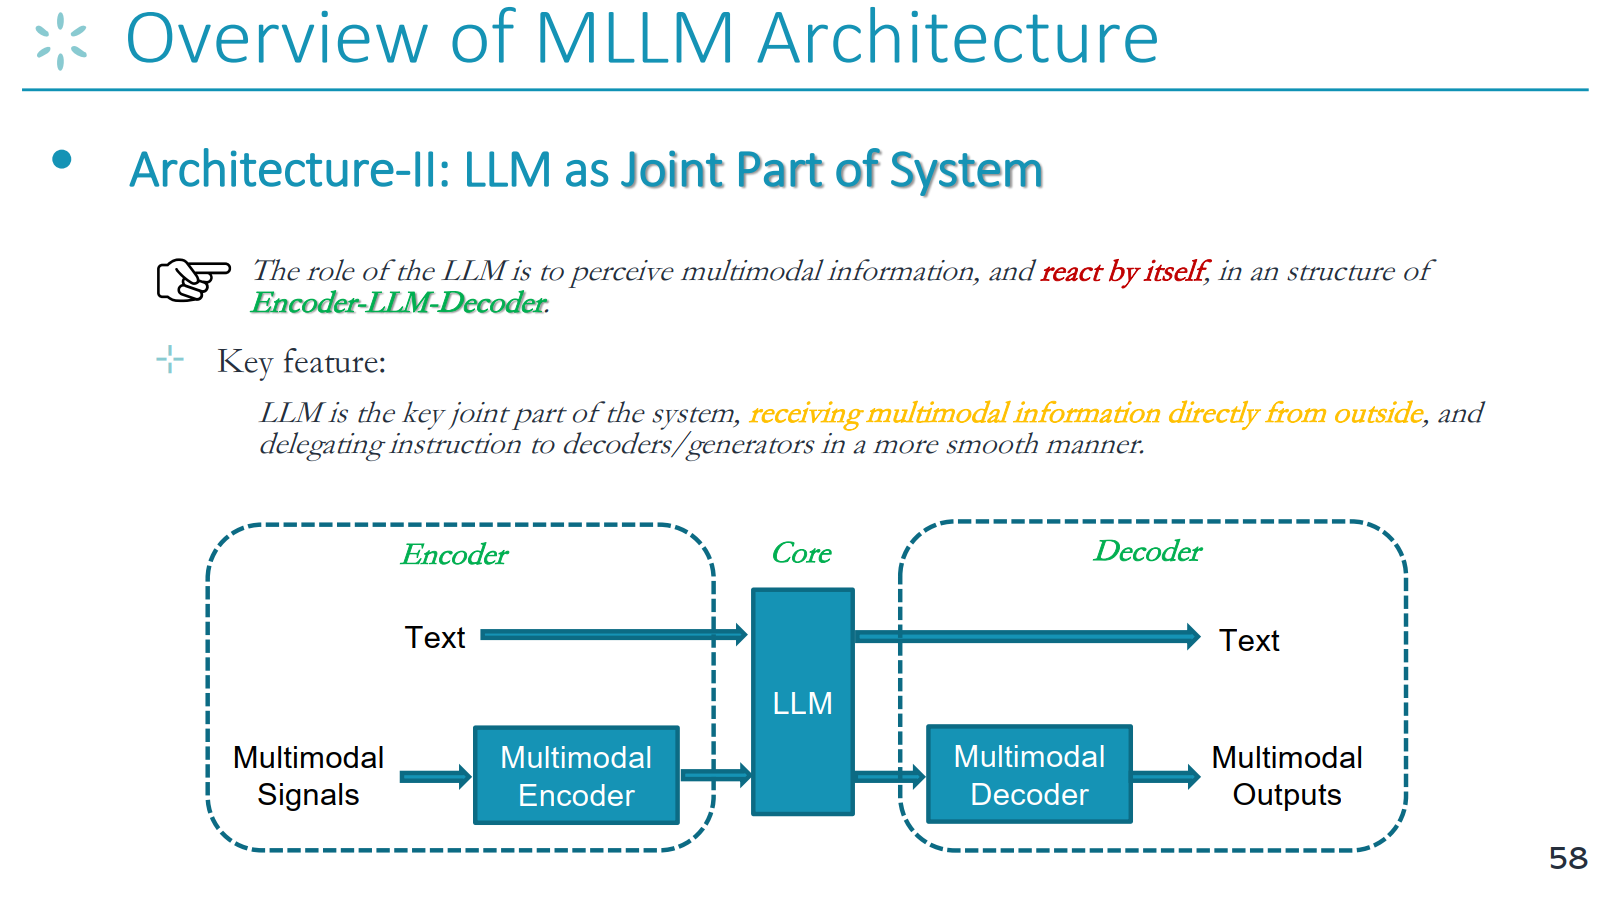 Overview of MLLM Architecture
• Architecture-II: LLM as Joint Part of System
The role of the LLM is to perceive multimodal information, and react by itself, in an structure of
Encoder-LLM-Decoder.
Key feature:
LLM is the key joint part of the system, receiving multimodal information directly from outside, and
delegating instruction to decoders/generators in a more smooth manner.
Encoder
Core
Decoder
Text
LLM
Text
Multimodal
Signals
Multimodal
Encoder
Multimodal
Decoder
Multimodal
Outputs
58